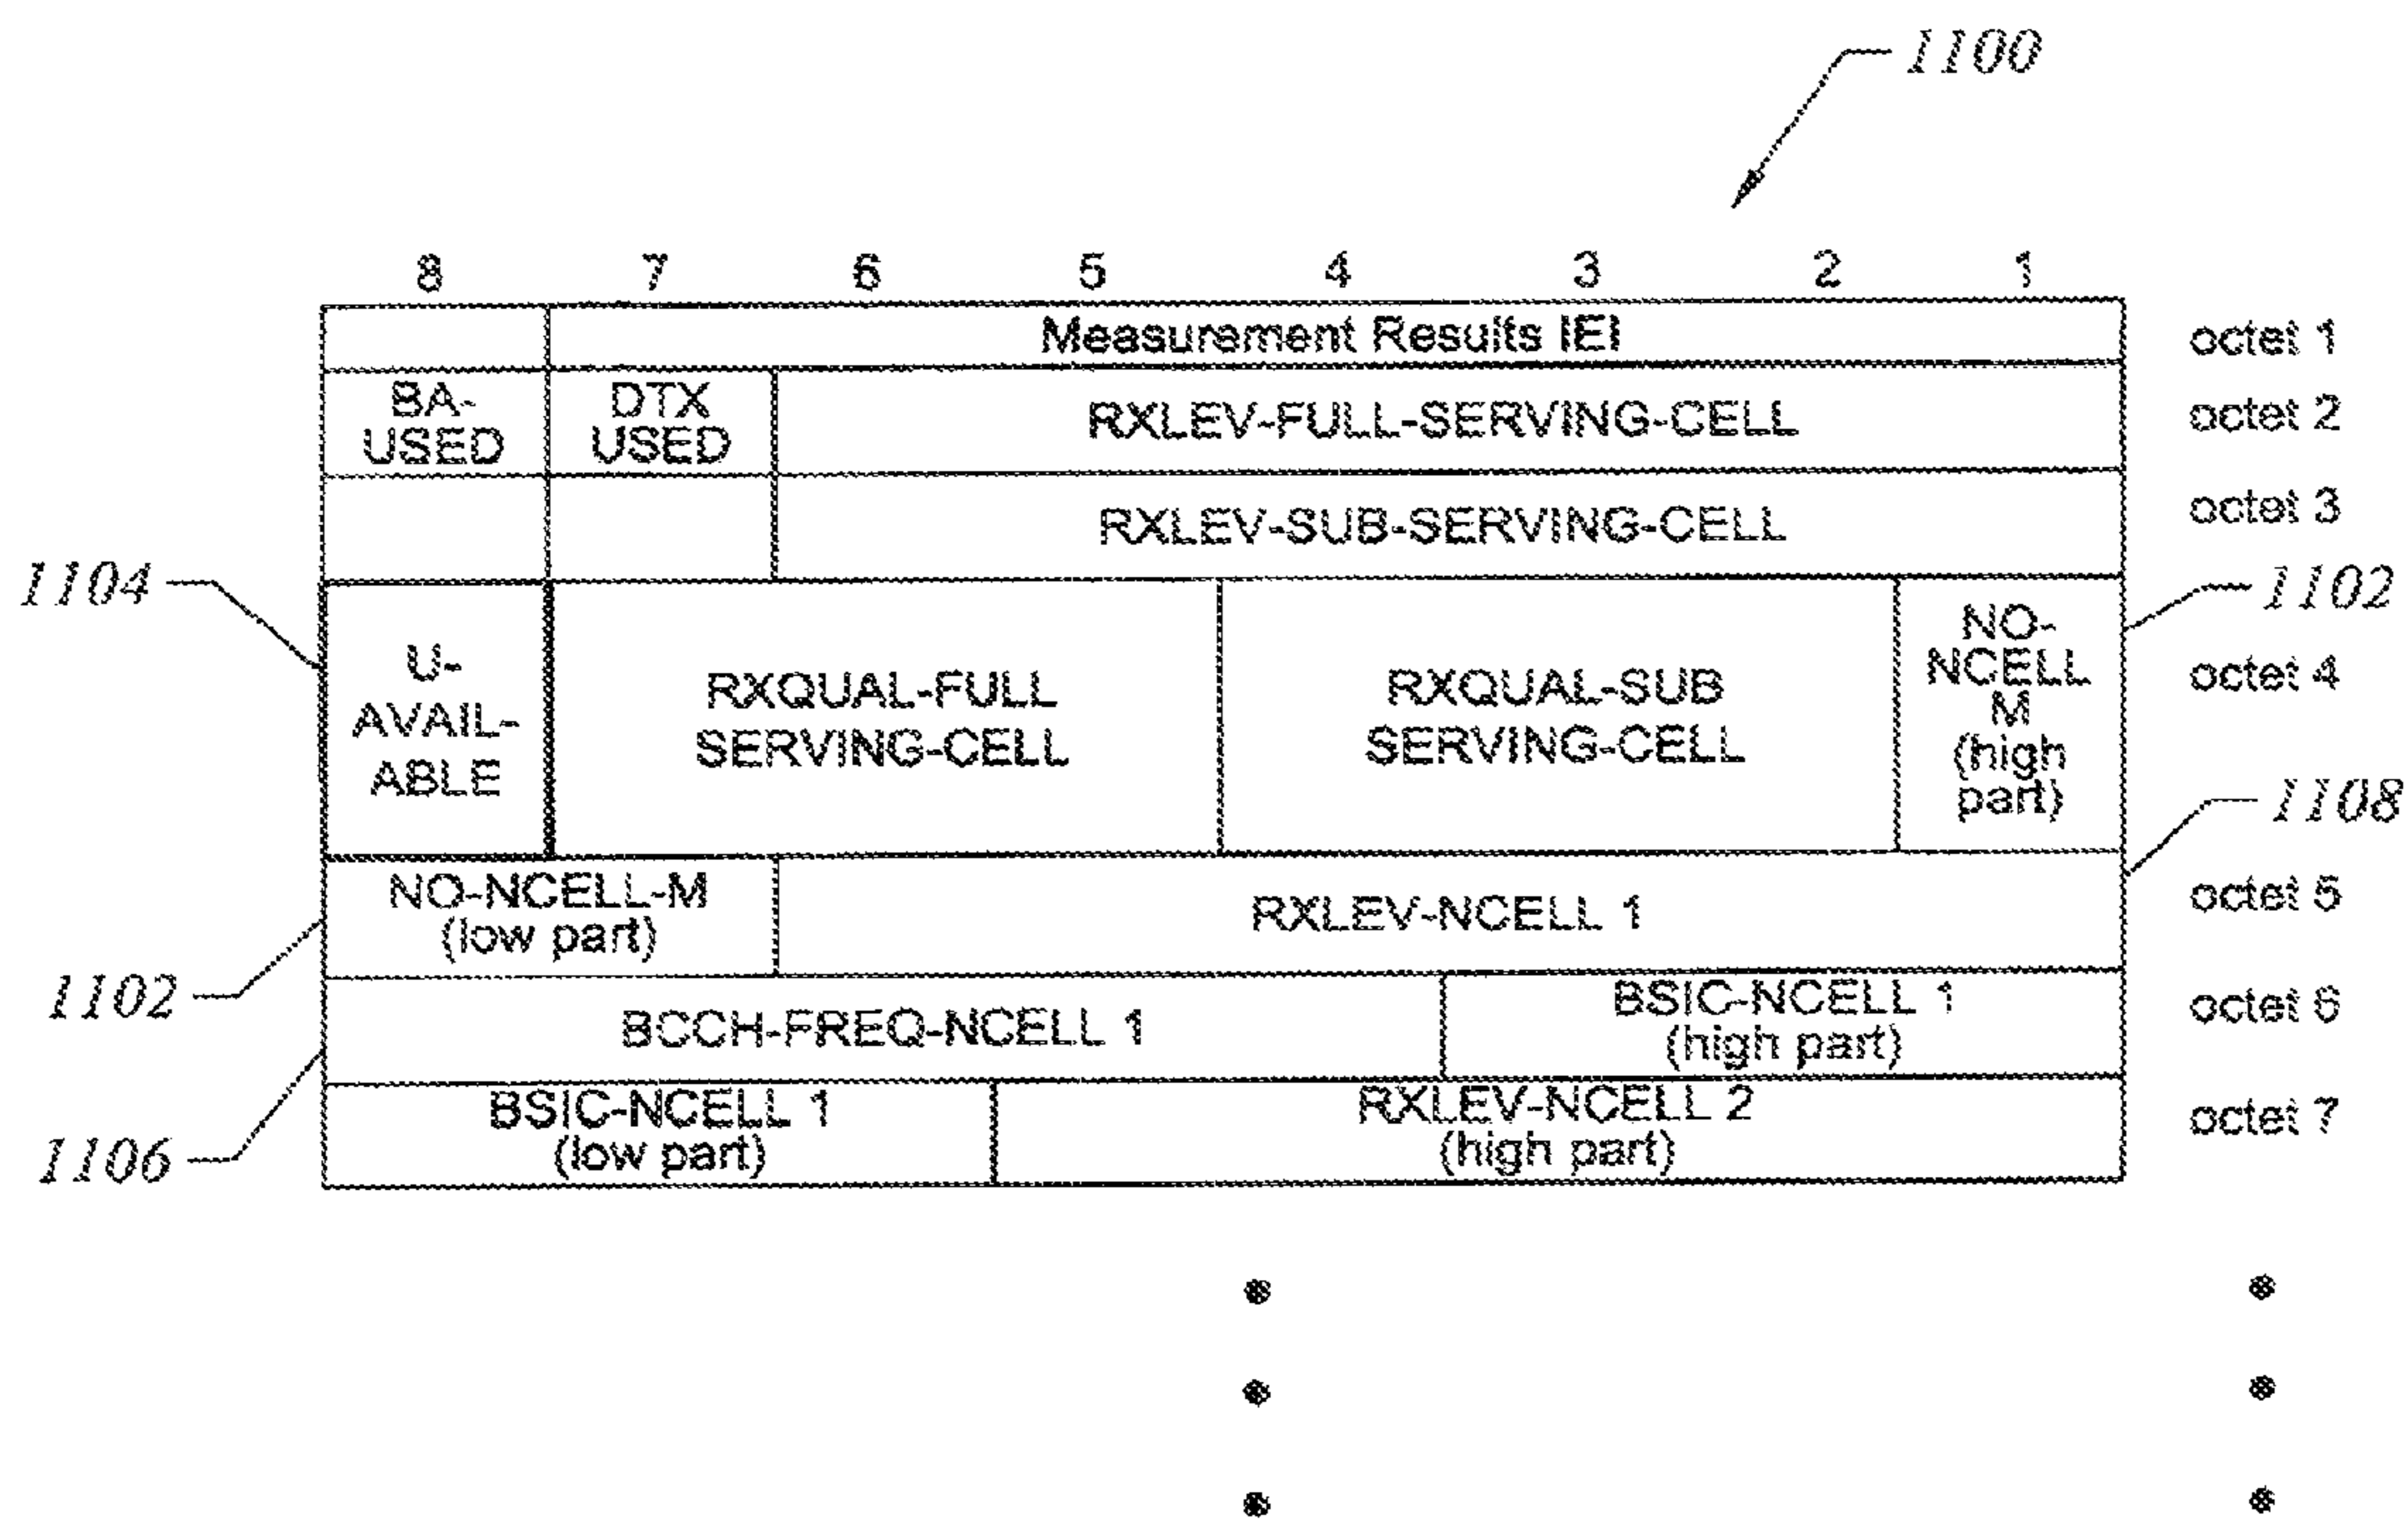 1100
8 7 6 5 4 3 2 1
Measurement Results IEI octet 1
BA-
USED
DTX
USED
RXLEV-FULL-SERVING-CELL octet 2
RXLEV-SUB-SERVING-CELL octet 3
1104
U-
AVAIL-
ABLE
RXQUAL-FULL
SERVING-CELL
RXQUAL-SUB
SERVING-CELL
NO-
NCELL
M
(high
part)
octet 4
1102
1108
NO-NCELL-M
(low part)
RXLEV-NCELL 1
octet 5
1102
BCCH-FREQ-NCELL 1
BSIC-NCELL 1
(high part)
octet 6
1106
BSIC-NCELL 1
(low part)
RXLEV-NCELL 2
(high part)
octet 7